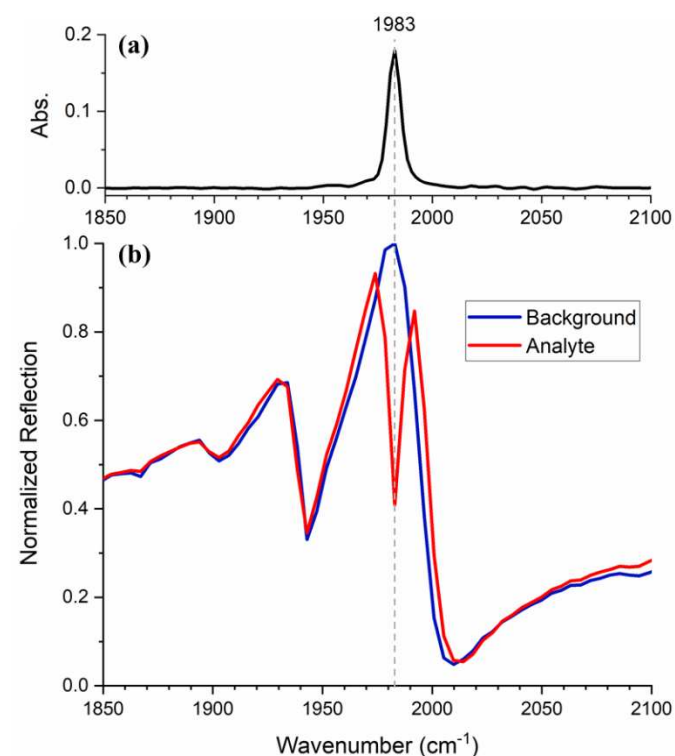 1983
(a)
0.2
0.1
0.0
Abs.
1850 1900 1950 2000 2050 2100
(b)
1.0
0.8
0.6
0.4
0.2
0.0
Normalized Reflection
Background
Analyte
1850 1900 1950 2000 2050 2100
Wavenumber (cm⁻¹)